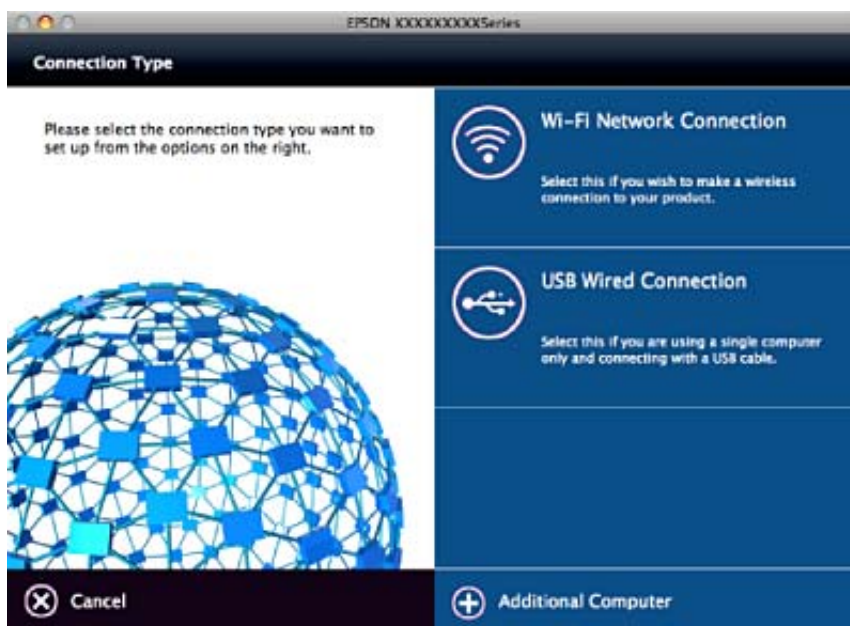 EPSON XXXXXXXXXSeries
Connection Type
Please select the connection type you want to
set up from the options on the right.
Wi-Fi Network Connection
Select this if you wish to make a wireless
connection to your product.
USB Wired Connection
Select this if you are using a single computer
only and connecting with a USB cable.
Cancel
Additional Computer